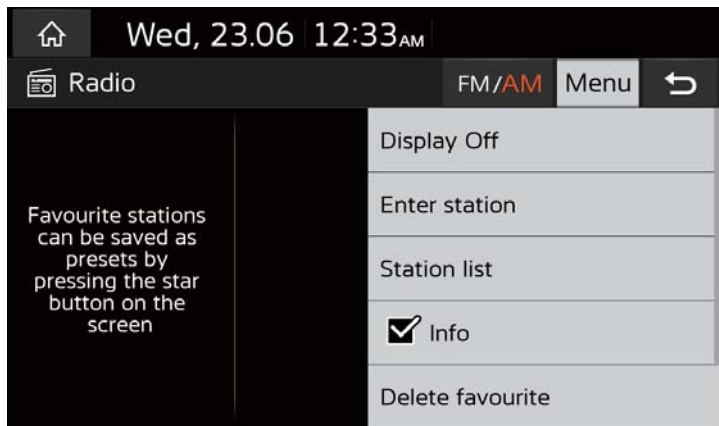 Wed, 23.06 12:33AM
Radio FM/AM Menu
Display Off
Enter station
Station list
Info
Delete favourite
Favourite stations
can be saved as
presets by
pressing the star
button on the
screen